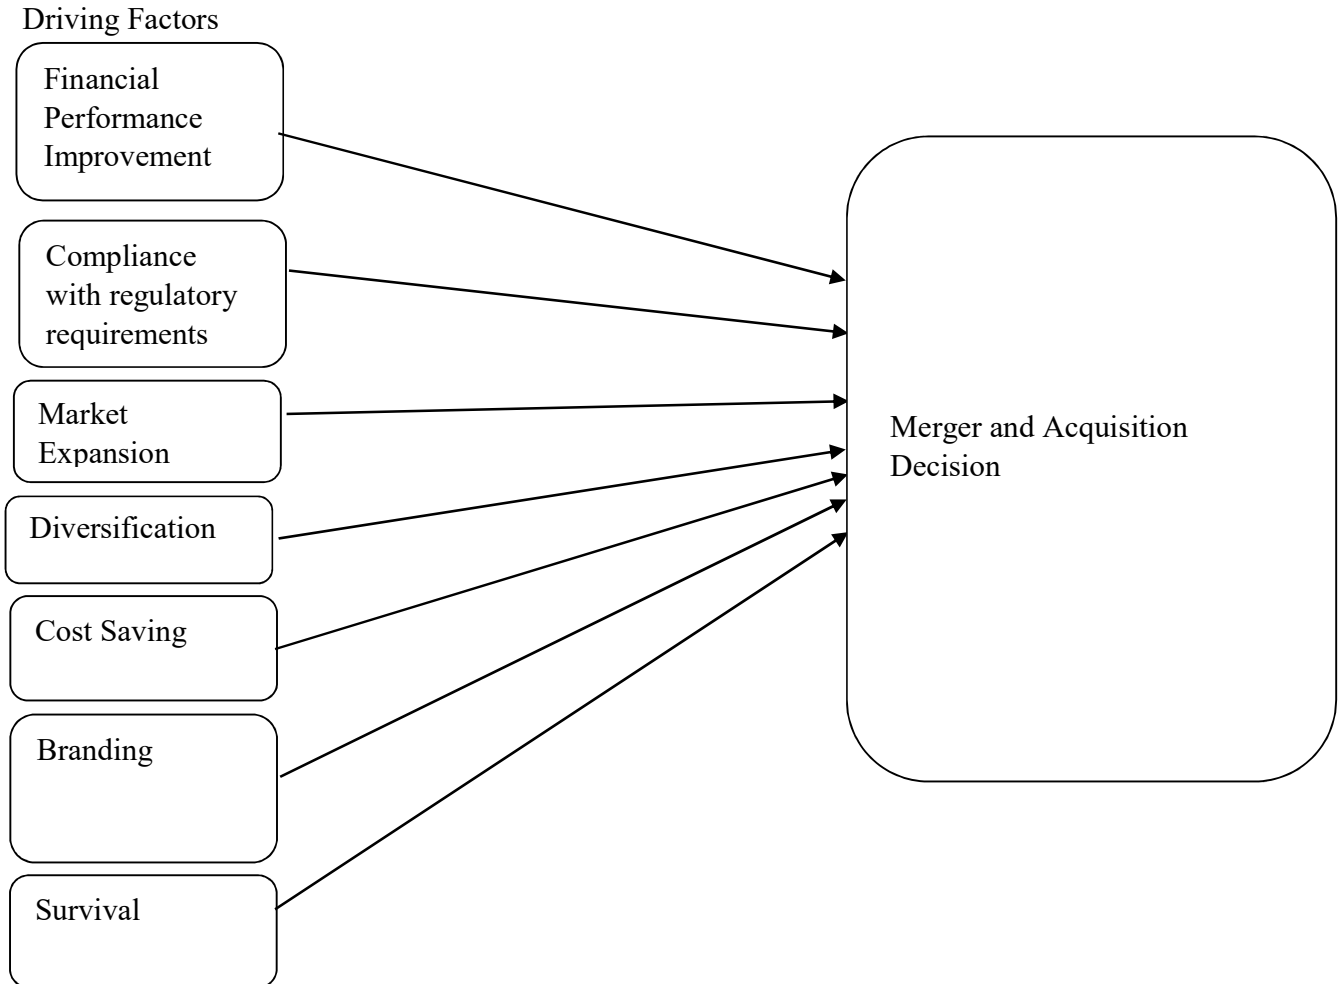 Driving Factors
Financial
Performance
Improvement
Compliance
with regulatory
requirements
Market
Expansion
Diversification
Cost Saving
Branding
Survival
Merger and Acquisition
Decision